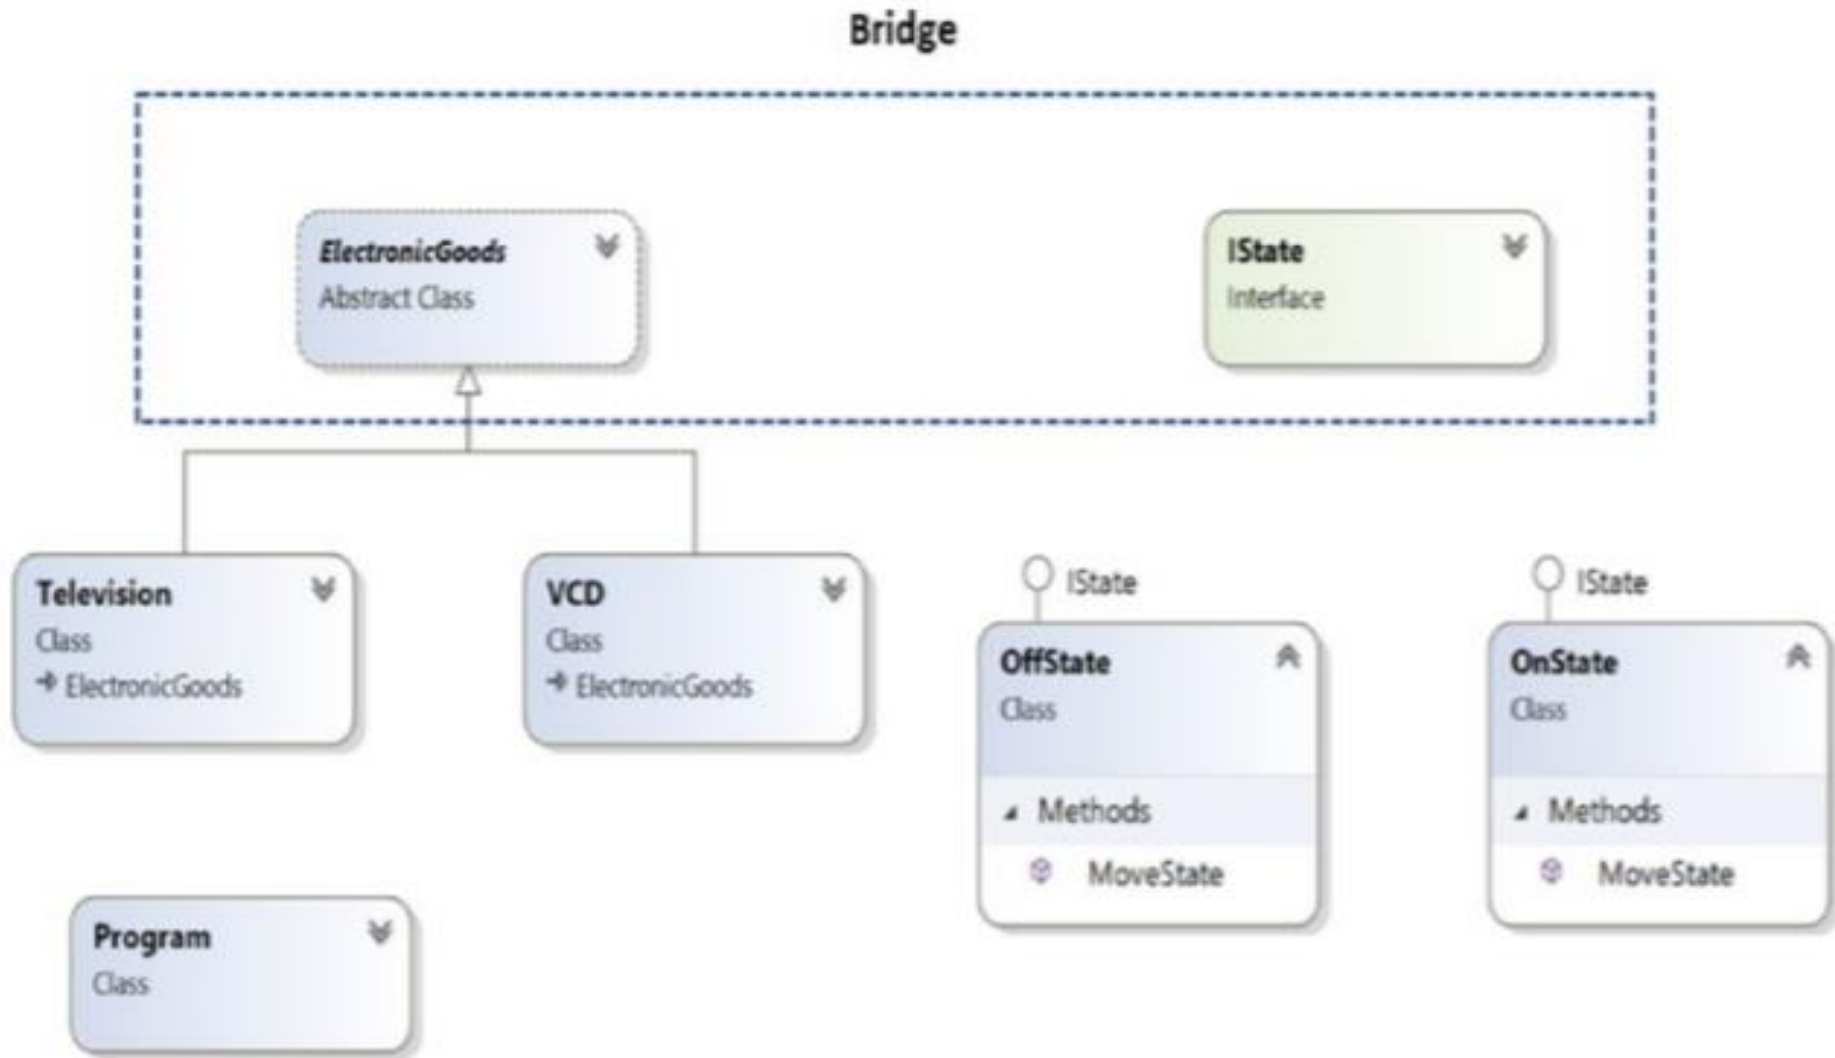 Bridge
ElectronicGoods
Abstract Class
IState
Interface
Television
Class
ElectronicGoods
VCD
Class
ElectronicGoods
IState
OffState
Class
Methods
MoveState
IState
OnState
Class
Methods
MoveState
Program
Class